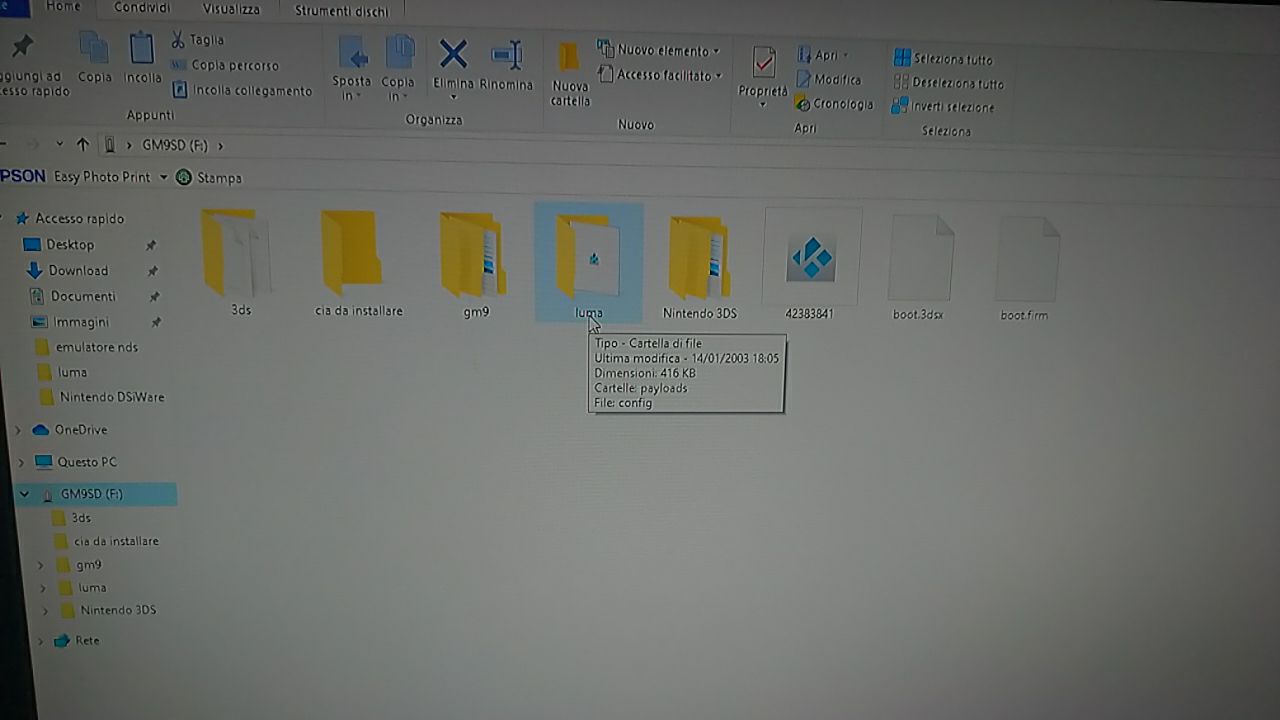 Home Condividi Visualizza Strumenti dischi
Taglia
Copia percorso
Incolla collegamento
Copia
Incolla
Appunti
Sposta in
Copia in
Elimina
Rinomina
Organizza
Nuova cartella
Nuovo elemento
Accesso facilitato
Nuovo
Proprietà
Apri
Modifica
Cronologia
Apri
Seleziona tutto
Deseleziona tutto
Inverti selezione
Seleziona
GM9SD (F:)
Easy Photo Print Stampa
Accesso rapido
Desktop
Download
Documenti
Immagini
emulatore nds
luma
Nintendo DSiWare
OneDrive
Questo PC
GM9SD (F:)
3ds
cia da installare
gm9
luma
Nintendo 3DS
Rete
3ds
cia da installare
gm9
luma
Nintendo 3DS
42383841
boot.3dsx
boot.firm
Tipo - Cartella di file
Ultima modifica - 14/01/2003 18:05
Dimensioni: 416 KB
Cartelle: payloads
File: config